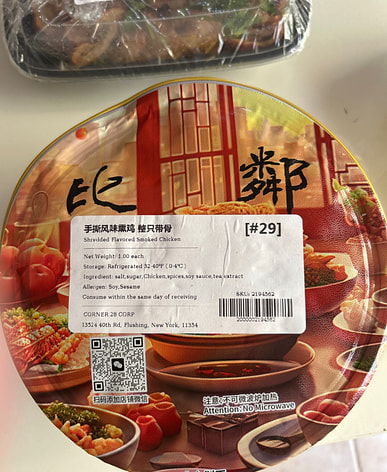 比鄰
手撕风味熏鸡 整只带骨
[#29]
Shredded Flavored Smoked Chicken
Net Weight: 1.00 each
Storage: Refrigerated 32-40°F ( 0-4°C)
Ingredient: salt,sugar,Chicken,spices,soy sauce,tea extract
Allergen: Soy,Sesame
Consume within the same day of receiving
SKU: 2194562
2000002194562
CORNER 28 CORP
13524 40th Rd, Flushing, New York, 11354
扫码添加店铺微信
注意:不可微波炉加热
Attention: No Microwave